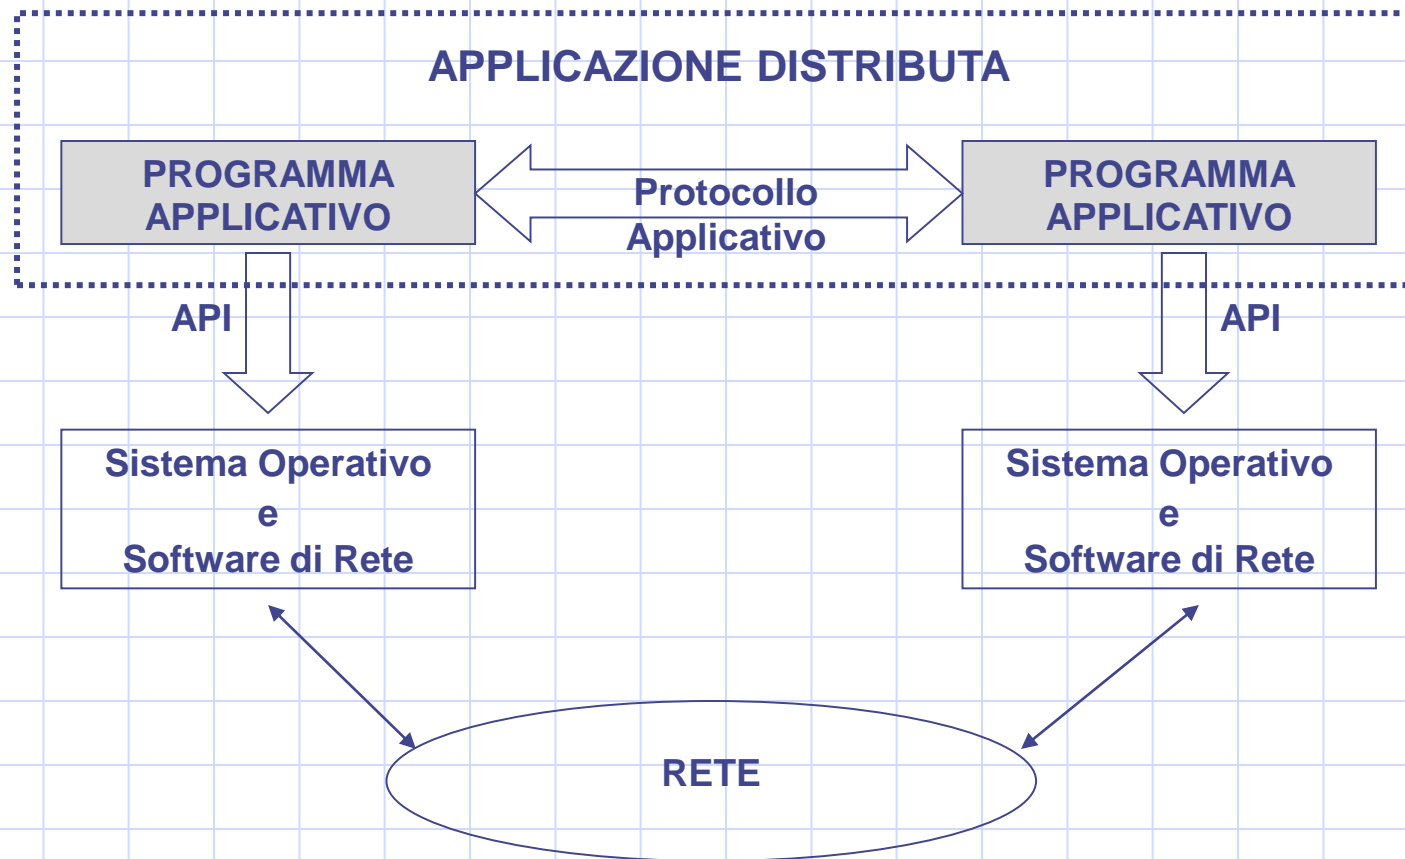 APPLICAZIONE DISTRIBUTA
PROGRAMMA
APPLICATIVO
Protocollo
Applicativo
PROGRAMMA
APPLICATIVO
API
API
Sistema Operativo
e
Software di Rete
Sistema Operativo
e
Software di Rete
RETE